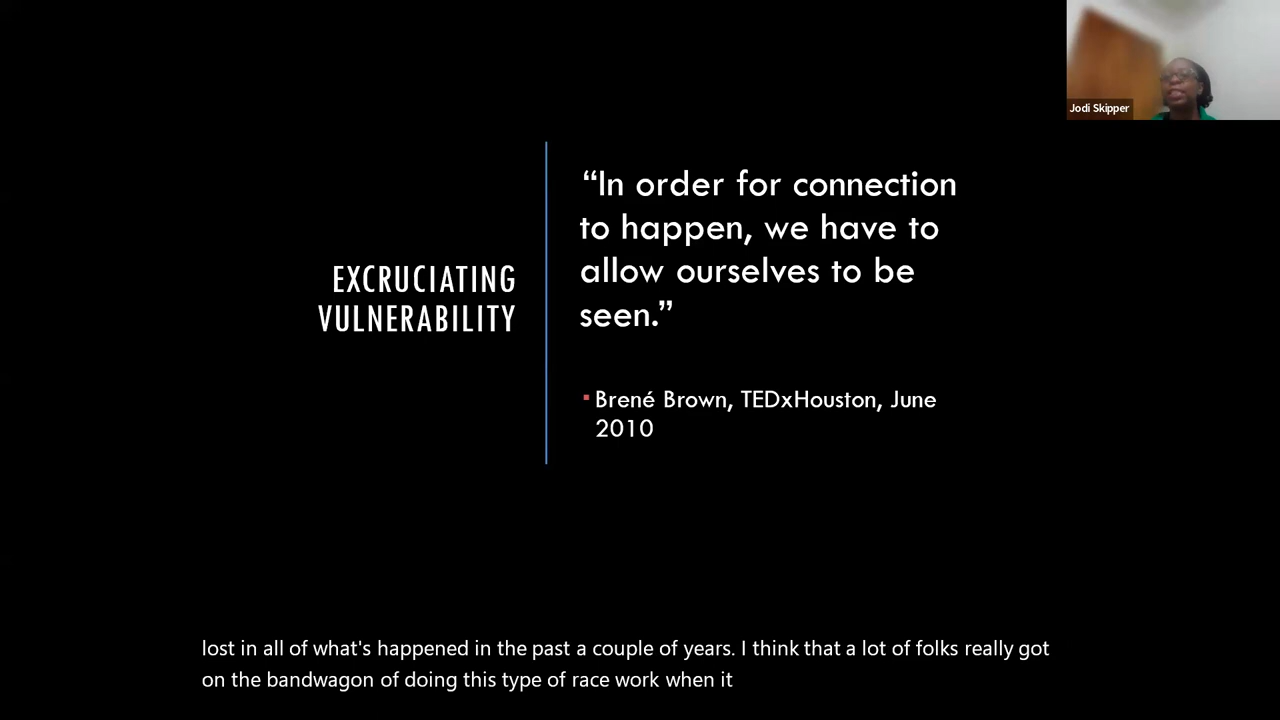 Jodi Skipper
EXCRUCIATING
VULNERABILITY
“In order for connection
to happen, we have to
allow ourselves to be
seen.”
▪ Brené Brown, TEDxHouston, June
2010
lost in all of what's happened in the past a couple of years. I think that a lot of folks really got
on the bandwagon of doing this type of race work when it